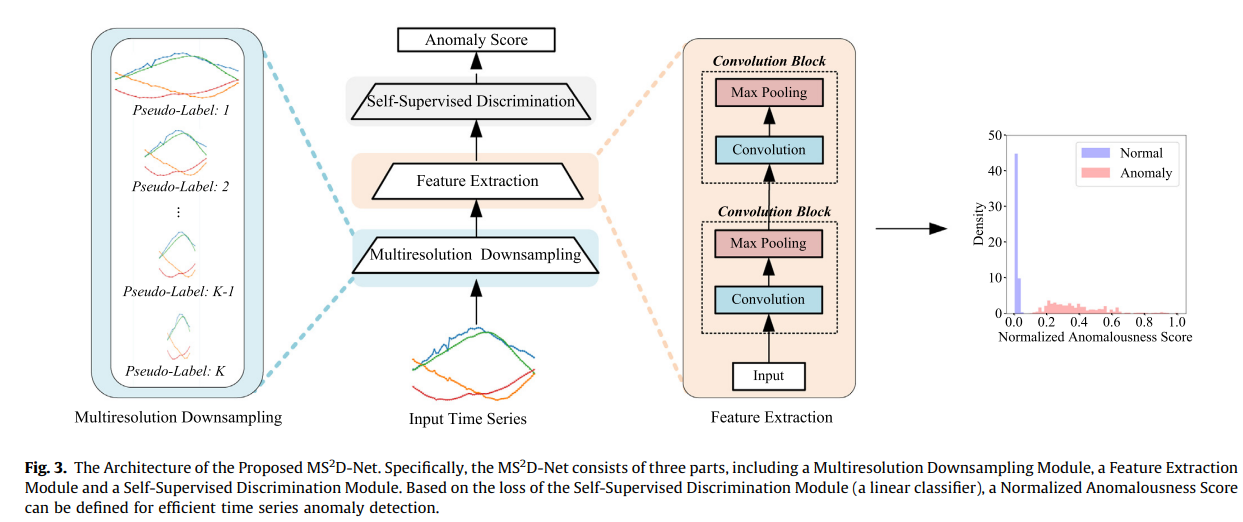 Pseudo-Label: 1
Pseudo-Label: 2
⋮
Pseudo-Label: K-1
Pseudo-Label: K
Multiresolution Downsampling
Anomaly Score
Self-Supervised Discrimination
Feature Extraction
Multiresolution Downsampling
Input Time Series
Convolution Block
Max Pooling
Convolution
Convolution Block
Max Pooling
Convolution
Input
Feature Extraction
50
40
30
20
10
0
Density
Normal
Anomaly
0.0 0.2 0.4 0.6 0.8 1.0
Normalized Anomalousness Score
Fig. 3. The Architecture of the Proposed MS²D-Net. Specifically, the MS²D-Net consists of three parts, including a Multiresolution Downsampling Module, a Feature Extraction
Module and a Self-Supervised Discrimination Module. Based on the loss of the Self-Supervised Discrimination Module (a linear classifier), a Normalized Anomalousness Score
can be defined for efficient time series anomaly detection.